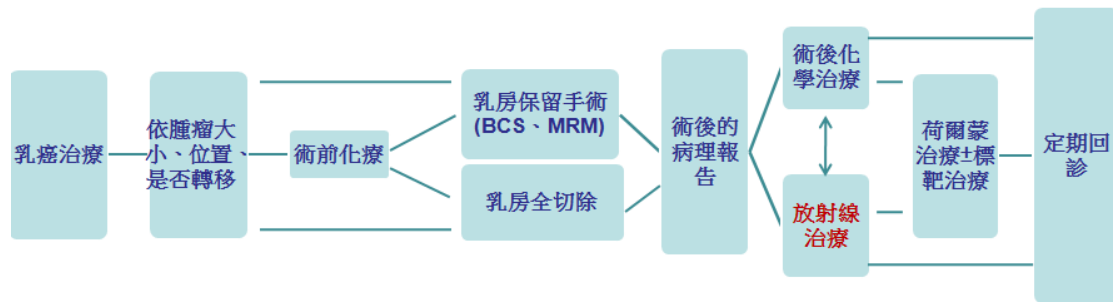 乳癌治療
依腫瘤大
小、位置、
是否轉移
術前化療
乳房保留手術
(BCS、MRM)
乳房全切除
術後的
病理報
告
術後化
學治療
放射線
治療
荷爾蒙
治療±標
靶治療
定期回
診